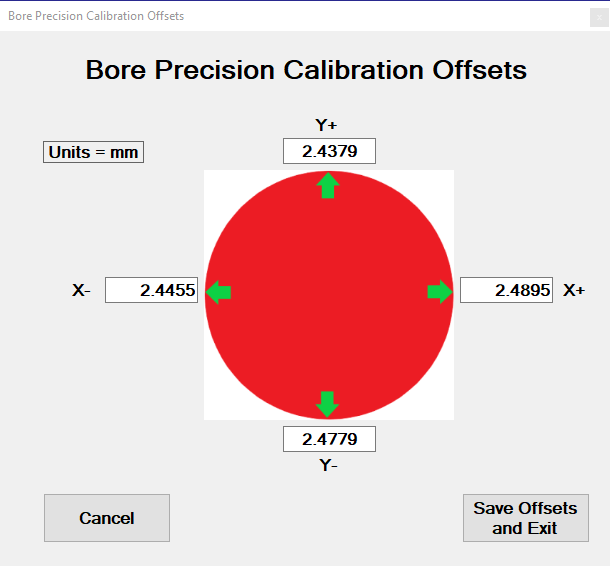 Bore Precision Calibration Offsets
Bore Precision Calibration Offsets
Y+
2.4379
Units = mm
X-
2.4455
2.4895
X+
2.4779
Y-
Cancel
Save Offsets
and Exit